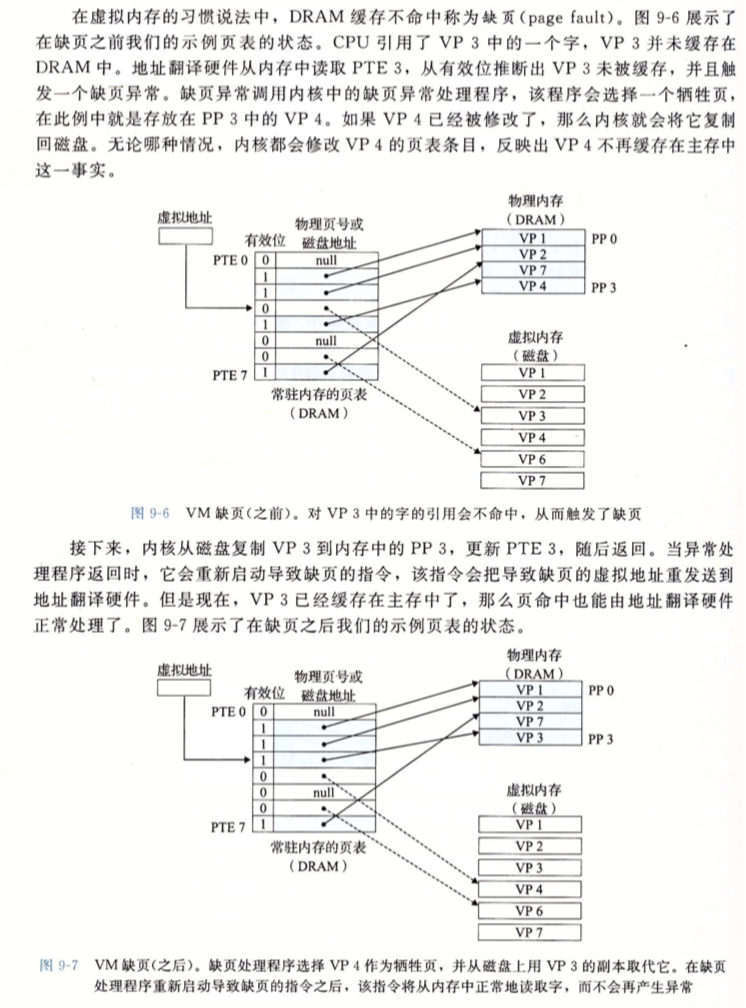 在虚拟内存的习惯说法中，DRAM 缓存不命中称为缺页(page fault)。图 9-6 展示了
在缺页之前我们的示例页表的状态。CPU 引用了 VP 3 中的一个字，VP 3 并未缓存在
DRAM 中。地址翻译硬件从内存中读取 PTE 3，从有效位推断出 VP 3 未被缓存，并且触
发一个缺页异常。缺页异常调用内核中的缺页异常处理程序，该程序会选择一个牺牲页，
在此例中就是存放在 PP 3 中的 VP 4。如果 VP 4 已经被修改了，那么内核就会将它复制
回磁盘。无论哪种情况，内核都会修改 VP 4 的页表条目，反映出 VP 4 不再缓存在主存中
这一事实。
虚拟地址
有效位
物理页号或
磁盘地址
PTE 0
0
null
1
1
0
1
0
null
0
PTE 7
1
常驻内存的页表
(DRAM)
物理内存
(DRAM)
VP 1
PP 0
VP 2
VP 7
VP 4
PP 3
虚拟内存
(磁盘)
VP 1
VP 2
VP 3
VP 4
VP 6
VP 7
图 9-6 VM 缺页(之前)。对 VP 3 中的字的引用会不命中，从而触发了缺页
接下来，内核从磁盘复制 VP 3 到内存中的 PP 3，更新 PTE 3，随后返回。当异常处
理程序返回时，它会重新启动导致缺页的指令，该指令会把导致缺页的虚拟地址重发送到
地址翻译硬件。但是现在，VP 3 已经缓存在主存中了，那么页命中也能由地址翻译硬件
正常处理了。图 9-7 展示了在缺页之后我们的示例页表的状态。
虚拟地址
有效位
物理页号或
磁盘地址
PTE 0
0
null
1
1
1
0
0
null
0
PTE 7
1
常驻内存的页表
(DRAM)
物理内存
(DRAM)
VP 1
PP 0
VP 2
VP 7
VP 3
PP 3
虚拟内存
(磁盘)
VP 1
VP 2
VP 3
VP 4
VP 6
VP 7
图 9-7 VM 缺页(之后)。缺页处理程序选择 VP 4 作为牺牲页，并从磁盘上用 VP 3 的副本取代它。在缺页
处理程序重新启动导致缺页的指令之后，该指令将从内存中正常地读取字，而不会再产生异常